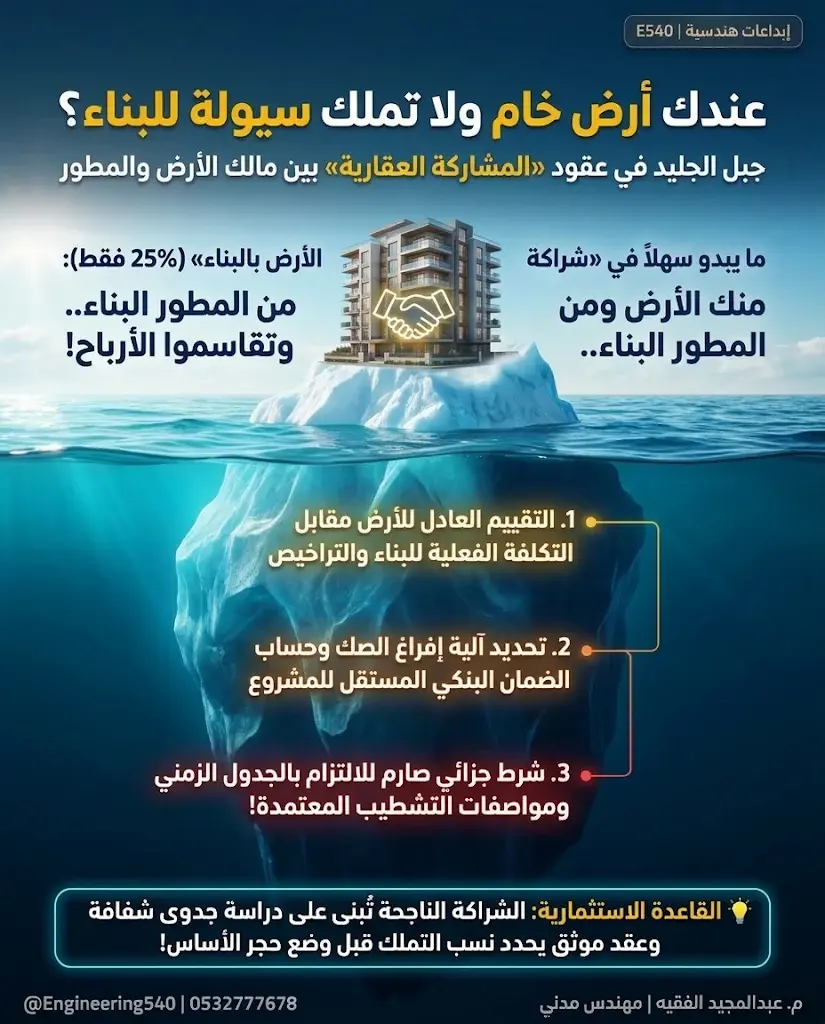 إبداعات هندسية | E540
عندك أرض خام ولا تملك سيولة للبناء؟
جبل الجليد في عقود «المشاركة العقارية» بين مالك الأرض والمطور
ما يبدو سهلاً في «شراكة
منك الأرض ومن
المطور البناء..
الأرض بالبناء» (25% فقط):
من المطور البناء..
وتقاسموا الأرباح!
1. التقييم العادل للأرض مقابل
التكلفة الفعلية للبناء والتراخيص
2. تحديد آلية إفراغ الصك وحساب
الضمان البنكي المستقل للمشروع
3. شرط جزائي صارم للالتزام بالجدول الزمني
ومواصفات التشطيب المعتمدة!
القاعدة الاستثمارية: الشراكة الناجحة تُبنى على دراسة جدوى شفافة
وعقد موثق يحدد نسب التملك قبل وضع حجر الأساس!
م. عبدالمجيد الفقيه | مهندس مدني
@Engineering540 | 0532777678